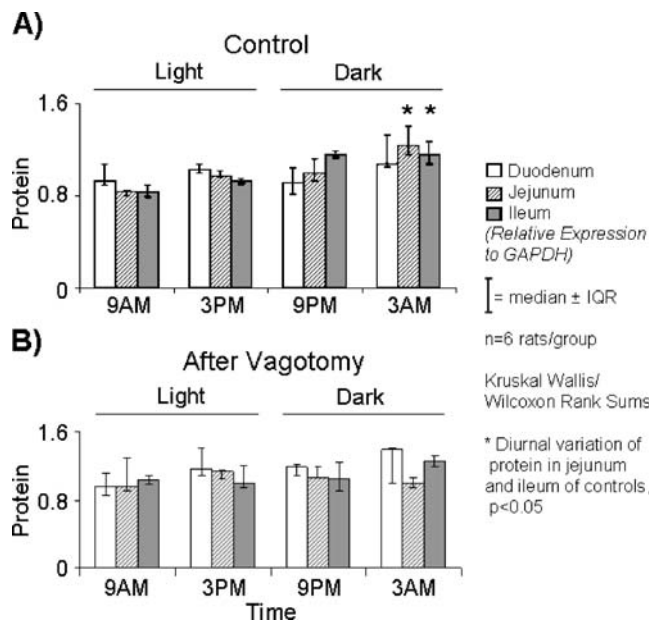 A)
Control
Light Dark
* *
1.6
0.8
0
Protein
9AM 3PM 9PM 3AM
Duodenum
Jejunum
Ileum
(Relative Expression
to GAPDH)
= median ± IQR
n=6 rats/group
Kruskal Wallis/
Wilcoxon Rank Sums
* Diurnal variation of
protein in jejunum
and ileum of controls,
p<0.05
B)
After Vagotomy
Light Dark
1.6
0.8
0
Protein
9AM 3PM 9PM 3AM
Time